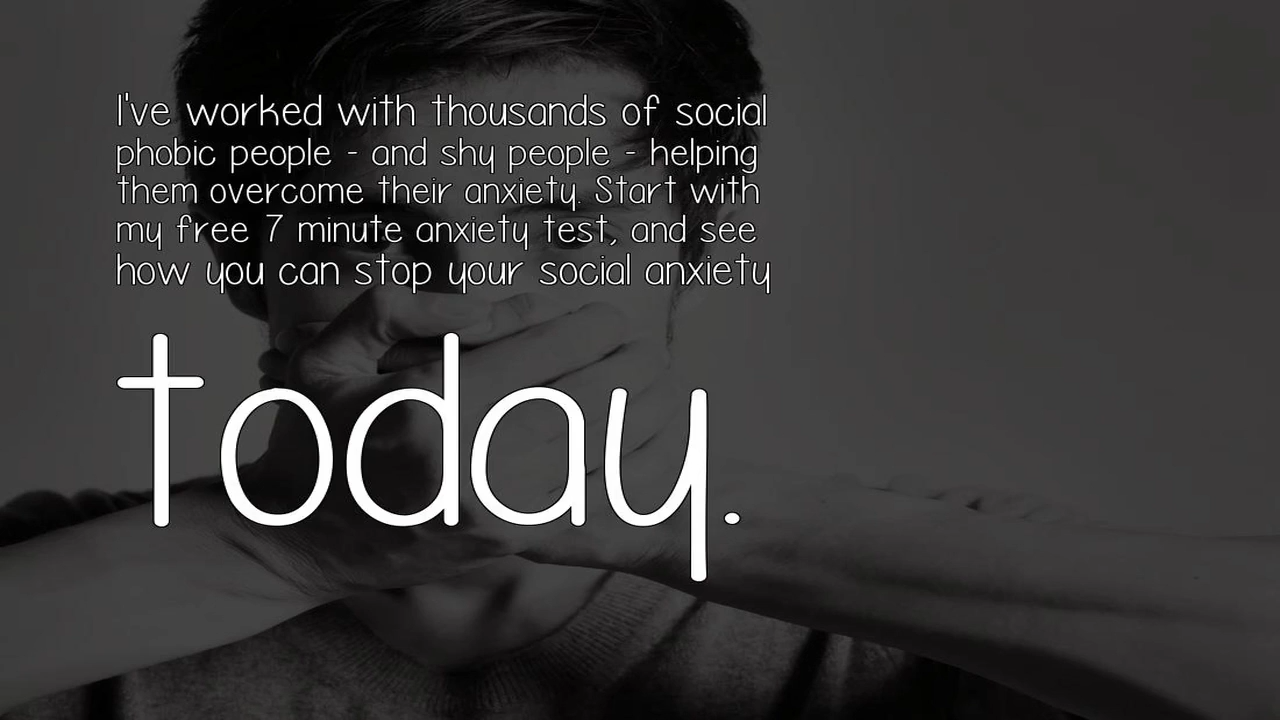 I've worked with thousands of social
phobic people - and shy people - helping
them overcome their anxiety. Start with
my free 7 minute anxiety test, and see
how you can stop your social anxiety
today.